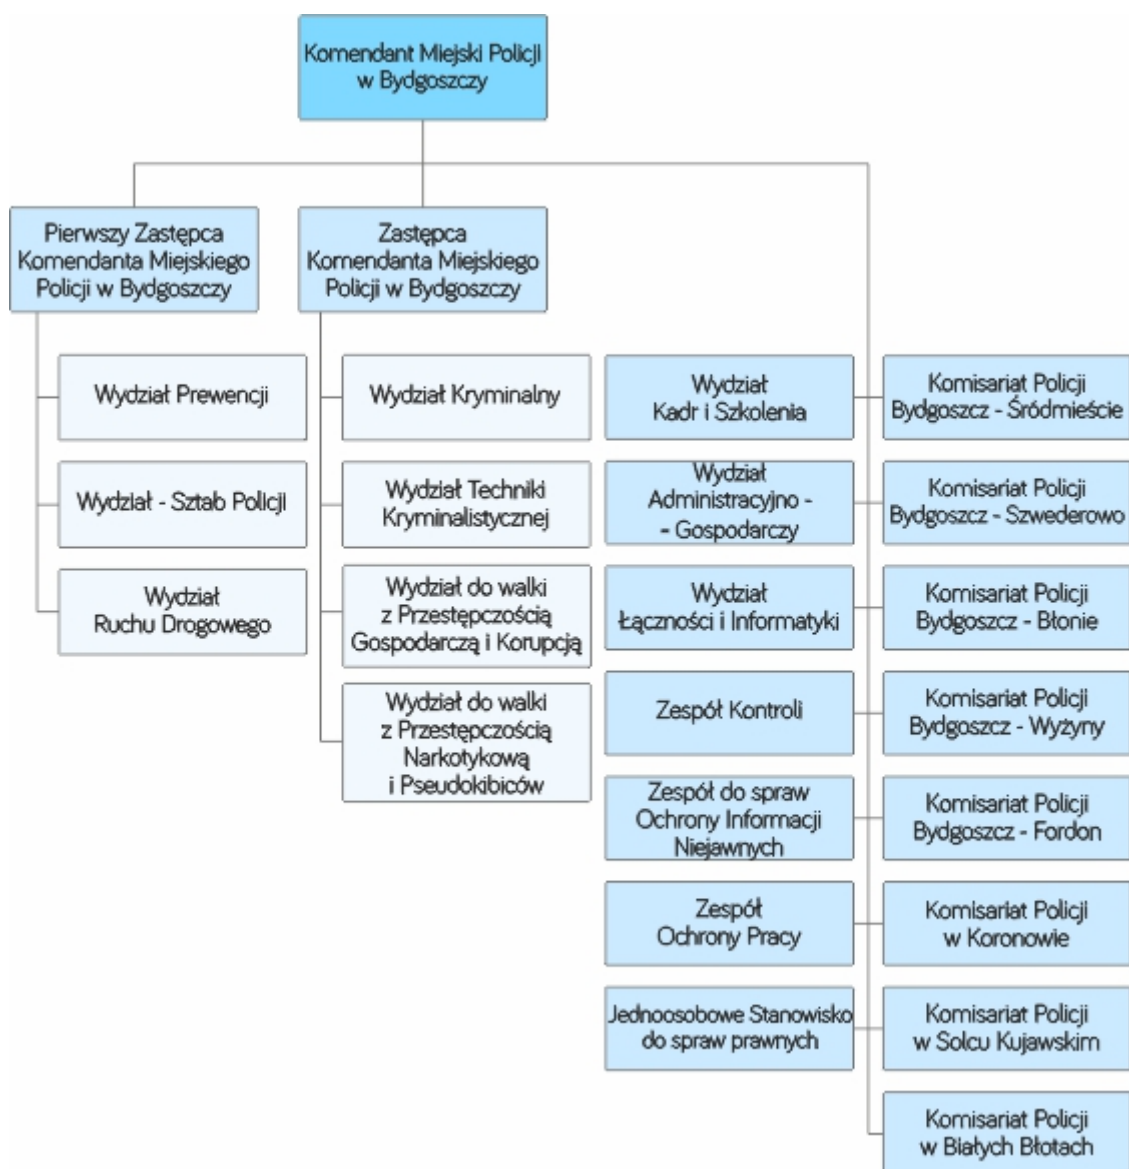 Komendant Miejski Policji
w Bydgoszczy
Pierwszy Zastępca
Komendanta Miejskiego
Policji w Bydgoszczy
Zastępca
Komendanta Miejskiego
Policji w Bydgoszczy
Wydział Prewencji
Wydział - Sztab Policji
Wydział
Ruchu Drogowego
Wydział Kryminalny
Wydział Techniki
Kryminalistycznej
Wydział do walki
z Przestępczością
Gospodarczą i Korupcją
Wydział do walki
z Przestępczością
Narkotykową
i Pseudokibiców
Wydział
Kadr i Szkolenia
Wydział
Administracyjno -
- Gospodarczy
Wydział
Łączności i Informatyki
Zespół Kontroli
Zespół do spraw
Ochrony Informacji
Niejawnych
Zespół
Ochrony Pracy
Jednoosobowe Stanowisko
do spraw prawnych
Komisariat Policji
Bydgoszcz - Śródmieście
Komisariat Policji
Bydgoszcz - Szwederowo
Komisariat Policji
Bydgoszcz - Błonie
Komisariat Policji
Bydgoszcz - Wyżyny
Komisariat Policji
Bydgoszcz - Fordon
Komisariat Policji
w Koronowie
Komisariat Policji
w Solcu Kujawskim
Komisariat Policji
w Białych Błotach